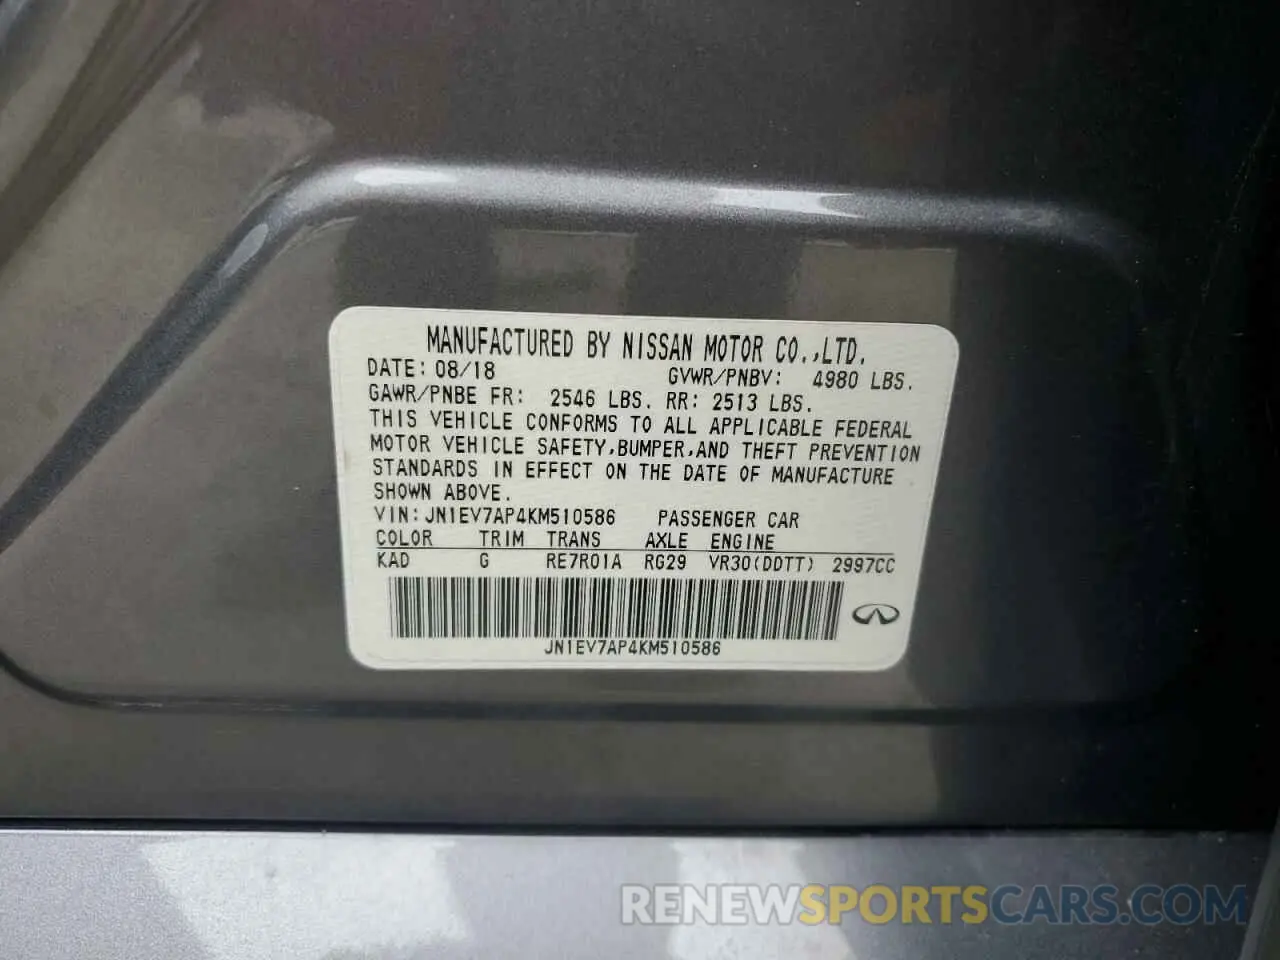 MANUFACTURED BY NISSAN MOTOR CO.,LTD.
DATE: 08/18 GVWR/PNBV: 4980 LBS.
GAWR/PNBE FR: 2546 LBS. RR: 2513 LBS.
THIS VEHICLE CONFORMS TO ALL APPLICABLE FEDERAL
MOTOR VEHICLE SAFETY,BUMPER,AND THEFT PREVENTION
STANDARDS IN EFFECT ON THE DATE OF MANUFACTURE
SHOWN ABOVE.
VIN: JN1EV7AP4KM510586 PASSENGER CAR
COLOR TRIM TRANS AXLE ENGINE
KAD G RE7R01A RG29 VR30(DDTT) 2997CC
JN1EV7AP4KM510586
RENEWSPORTSCARS.COM